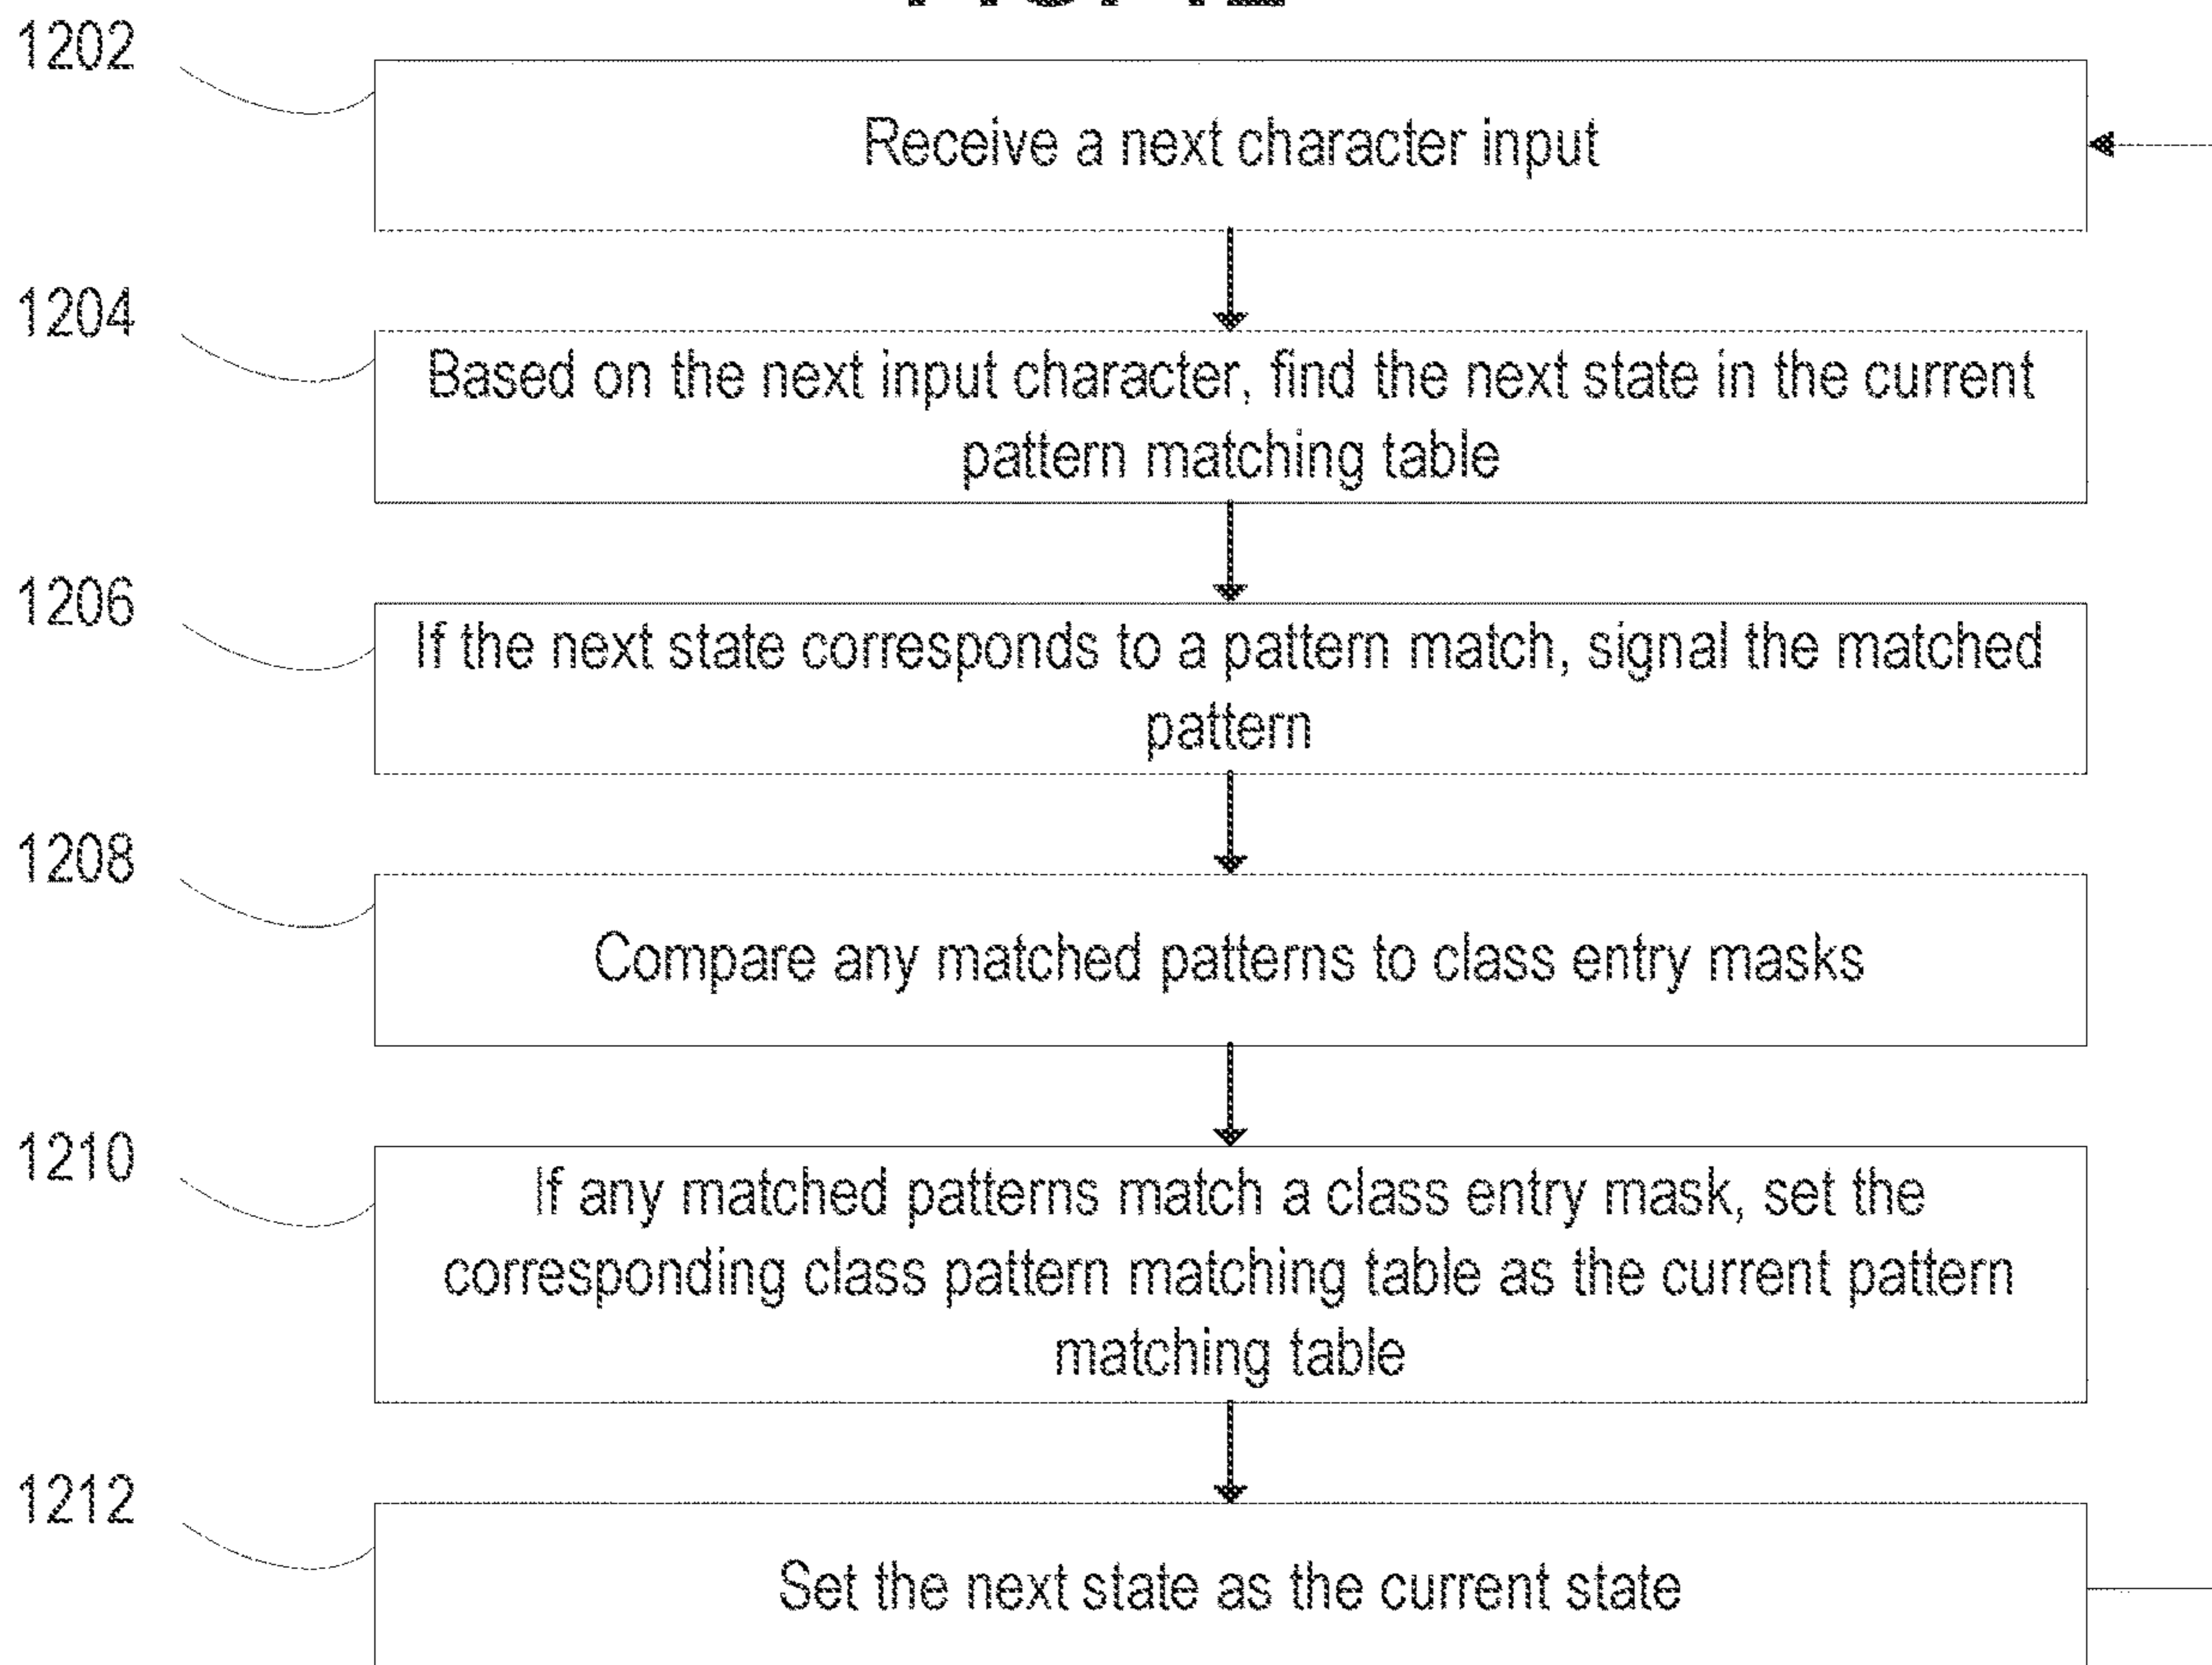 1202
Receive a next character input
1204
Based on the next input character, find the next state in the current
pattern matching table
1206
If the next state corresponds to a pattern match, signal the matched
pattern
1208
Compare any matched patterns to class entry masks
1210
If any matched patterns match a class entry mask, set the
corresponding class pattern matching table as the current pattern
matching table
1212
Set the next state as the current state